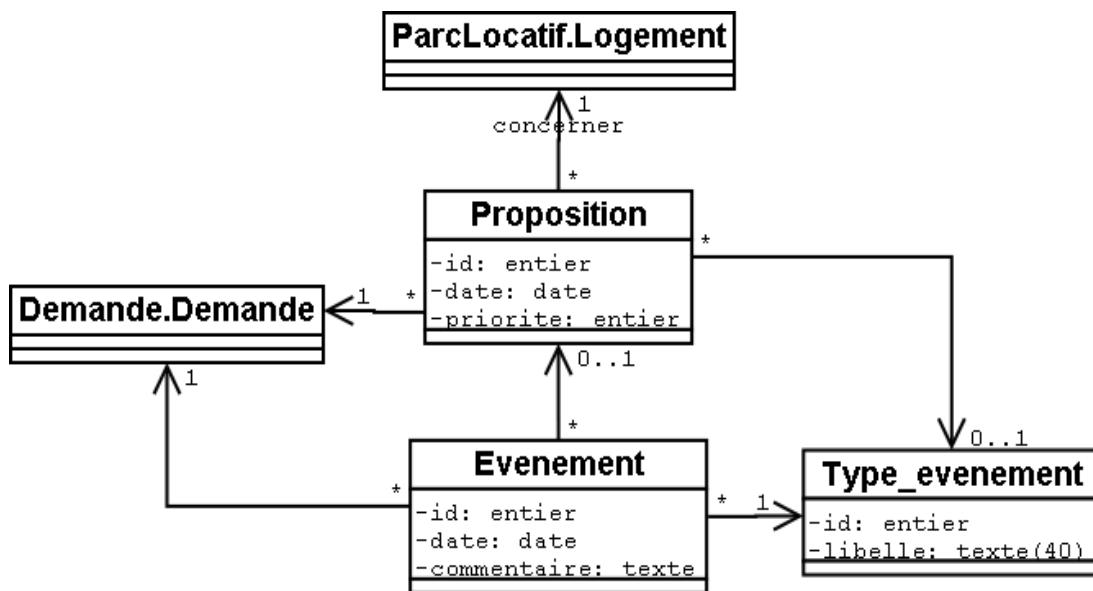 ParcLocatif.Logement
1
concerner
*
Proposition
-id: entier
-date: date
-priorite: entier
*
Demande.Demande
1
*
1
0..1
*
0..1
Evenement
-id: entier
-date: date
-commentaire: texte
*
*
1
Type_evenement
-id: entier
-libelle: texte(40)